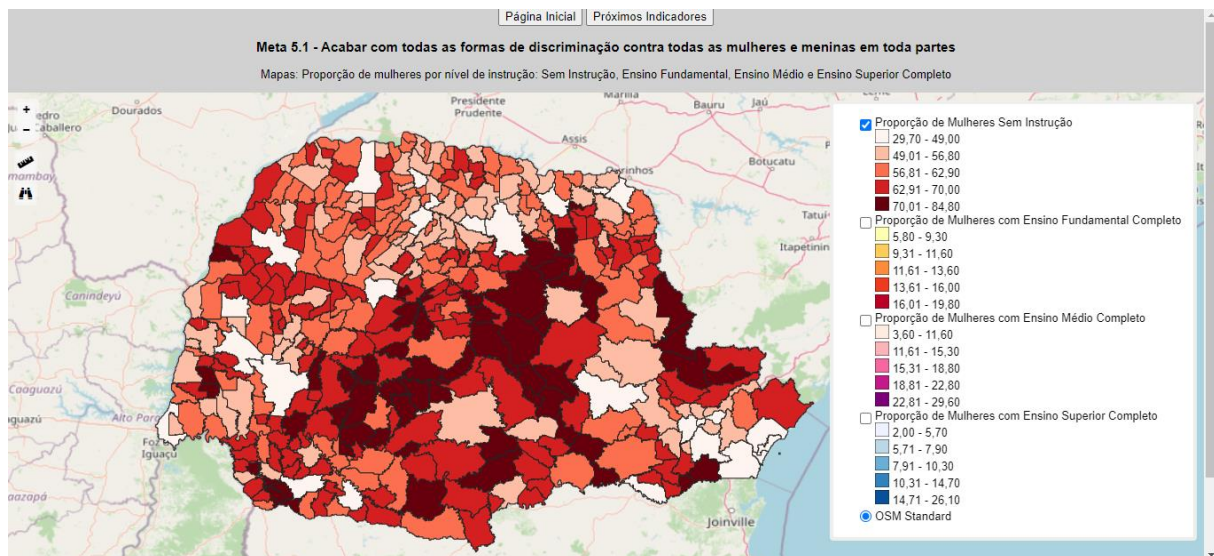 Página Inicial
Próximos Indicadores
Meta 5.1 - Acabar com todas as formas de discriminação contra todas as mulheres e meninas em toda partes
Mapas: Proporção de mulheres por nível de instrução: Sem Instrução, Ensino Fundamental, Ensino Médio e Ensino Superior Completo
+
−
Dourados
Caballero
Presidente
Prudente
Marília
Bauru
Jaú
Assis
Ourinhos
Botucatu
Tatuí
Canindeyú
Caaguazú
Alto Par
Foz
Iguaçu
Joinville
Proporção de Mulheres Sem Instrução
29,70 - 49,00
49,01 - 56,80
56,81 - 62,90
62,91 - 70,00
70,01 - 84,80
Proporção de Mulheres com Ensino Fundamental Completo
5,80 - 9,30
9,31 - 11,60
11,61 - 13,60
13,61 - 16,00
16,01 - 19,80
Proporção de Mulheres com Ensino Médio Completo
3,60 - 11,60
11,61 - 15,30
15,31 - 18,80
18,81 - 22,80
22,81 - 29,60
Proporção de Mulheres com Ensino Superior Completo
2,00 - 5,70
5,71 - 7,90
7,91 - 10,30
10,31 - 14,70
14,71 - 26,10
OSM Standard